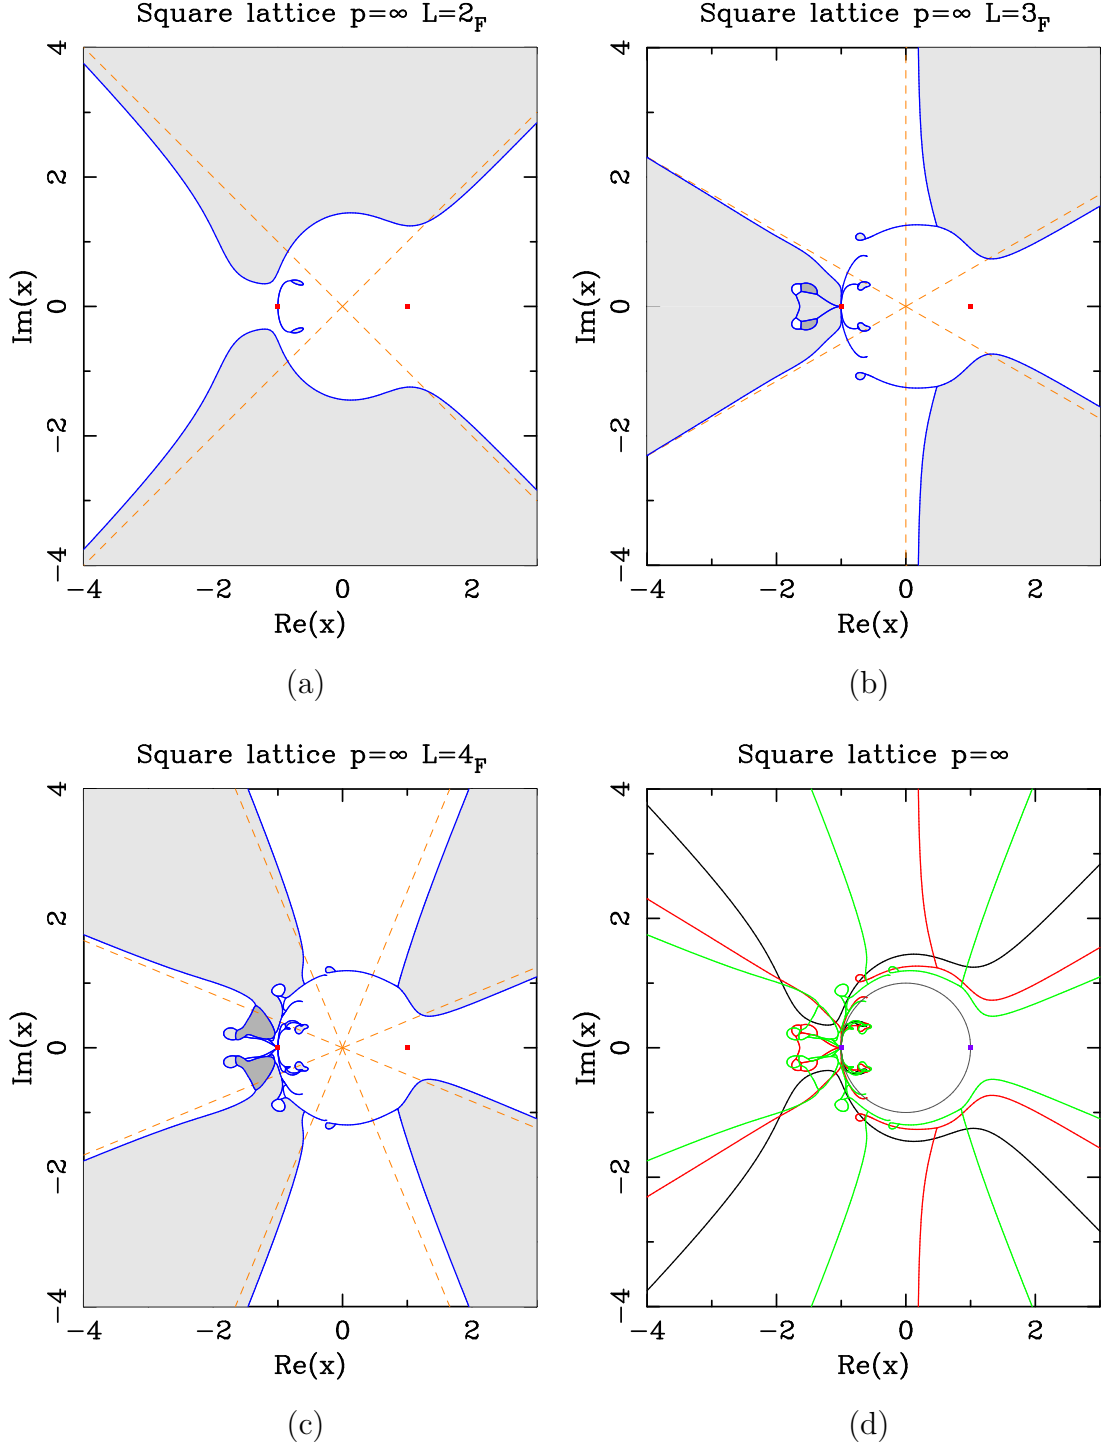 Square lattice p=∞ L=2F
4
2
0
−2
−4
Im(x)
−4
−2
0
2
Re(x)
(a)
Square lattice p=∞ L=3F
4
2
0
−2
−4
Im(x)
−4
−2
0
2
Re(x)
(b)
Square lattice p=∞ L=4F
4
2
0
−2
−4
Im(x)
−4
−2
0
2
Re(x)
(c)
Square lattice p=∞
4
2
0
−2
−4
Im(x)
−4
−2
0
2
Re(x)
(d)